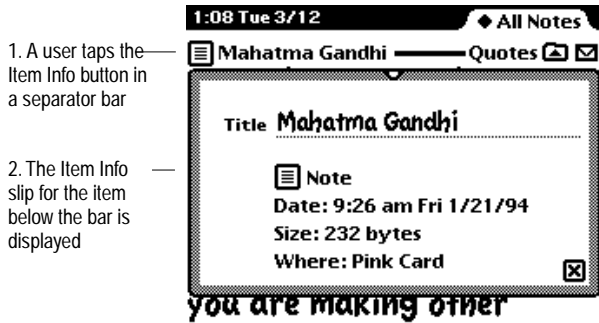 1:08 Tue 3/12
◆ All Notes
1. A user taps the
Item Info button in
a separator bar
Mahatma Gandhi
Quotes
Title Mahatma Gandhi
2. The Item Info
slip for the item
below the bar is
displayed
Note
Date: 9:26 am Fri 1/21/94
Size: 232 bytes
Where: Pink Card
you are making other